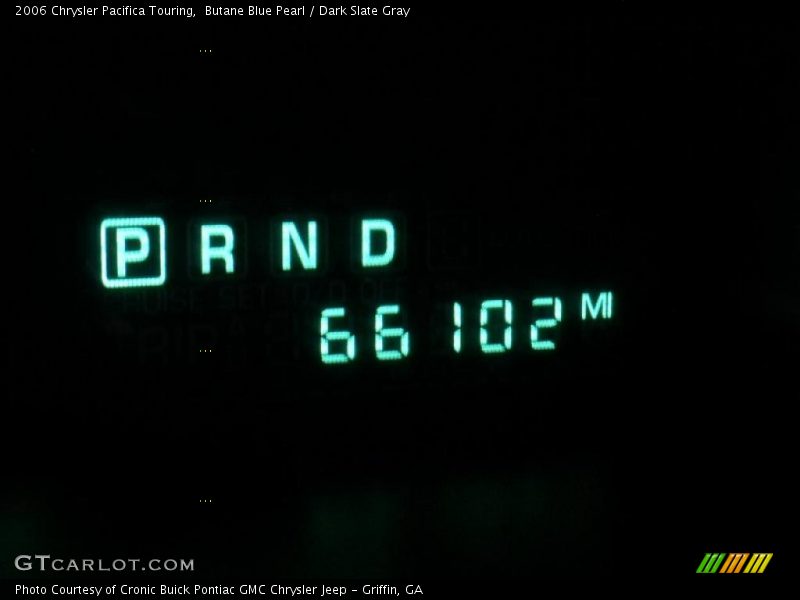 2006 Chrysler Pacifica Touring,  Butane Blue Pearl / Dark Slate Gray
...
...
P R N D
66102 MI
...
...
GTCARLOT.COM
Photo Courtesy of Cronic Buick Pontiac GMC Chrysler Jeep - Griffin, GA